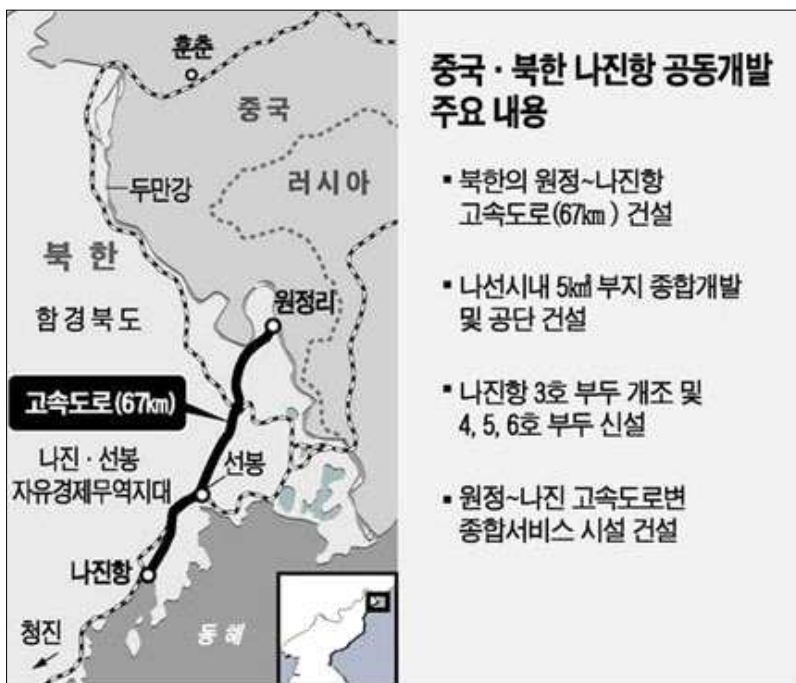 훈춘
중국
러시아
두만강
북한
함경북도
원정리
고속도로(67km)
나진·선봉
자유경제무역지대
선봉
나진항
청진
동해
중국·북한 나진항 공동개발
주요 내용
▪ 북한의 원정~나진항
고속도로(67㎞) 건설
▪ 나선시내 5㎢ 부지 종합개발
및 공단 건설
▪ 나진항 3호 부두 개조 및
4, 5, 6호 부두 신설
▪ 원정~나진 고속도로변
종합서비스 시설 건설